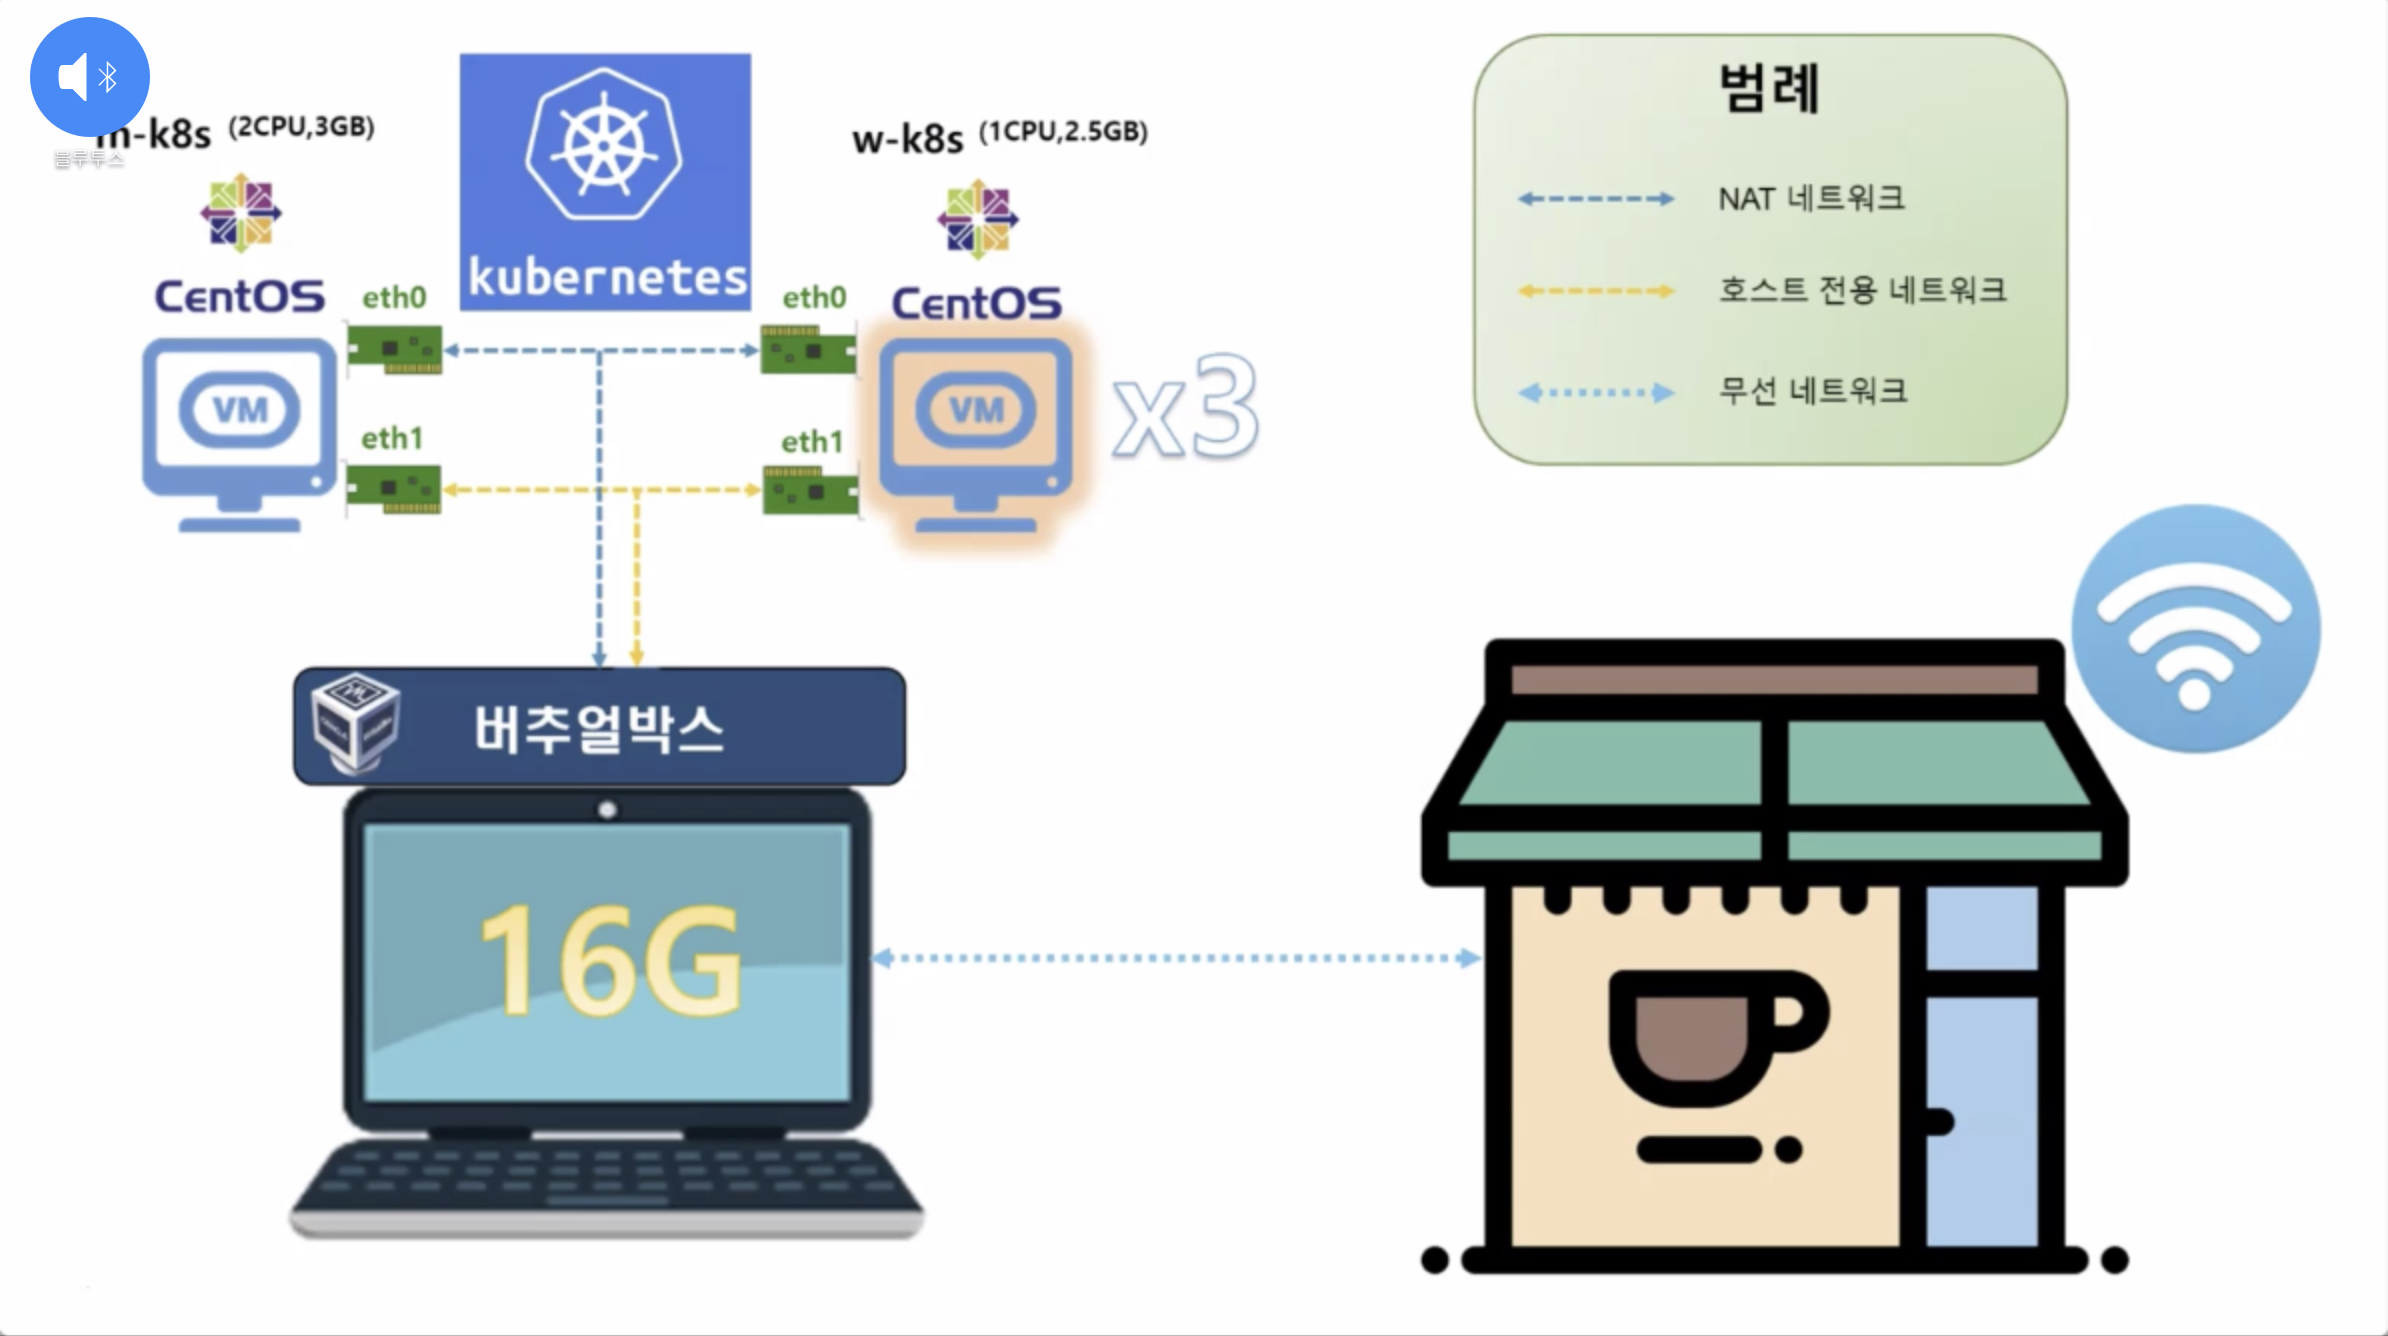 블루투스
m-k8s (2CPU,3GB)
CentOS
eth0
VM
eth1
kubernetes
w-k8s (1CPU,2.5GB)
CentOS
eth0
VM
eth1
x3
범례
NAT 네트워크
호스트 전용 네트워크
무선 네트워크
버추얼박스
16G